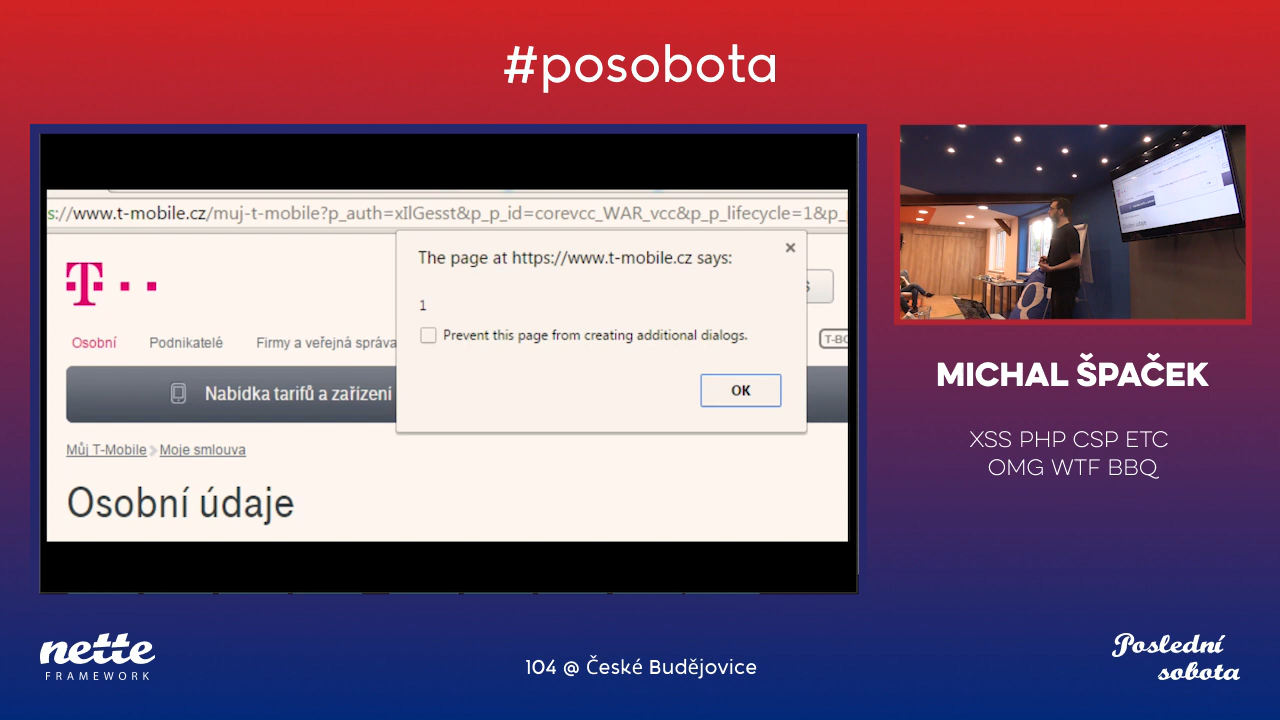 #posobota
s://www.t-mobile.cz/muj-t-mobile?p_auth=xIlGesst&p_p_id=corevcc_WAR_vcc&p_p_lifecycle=1&p_
The page at https://www.t-mobile.cz says:
1
Prevent this page from creating additional dialogs.
OK
T
Osobní
Podnikatelé
Firmy a veřejná správa
Nabídka tarifů a zařízení
Můj T-Mobile
Moje smlouva
Osobní údaje
MICHAL ŠPAČEK
XSS PHP CSP ETC
OMG WTF BBQ
nette
FRAMEWORK
104 @ České Budějovice
Poslední
sobota